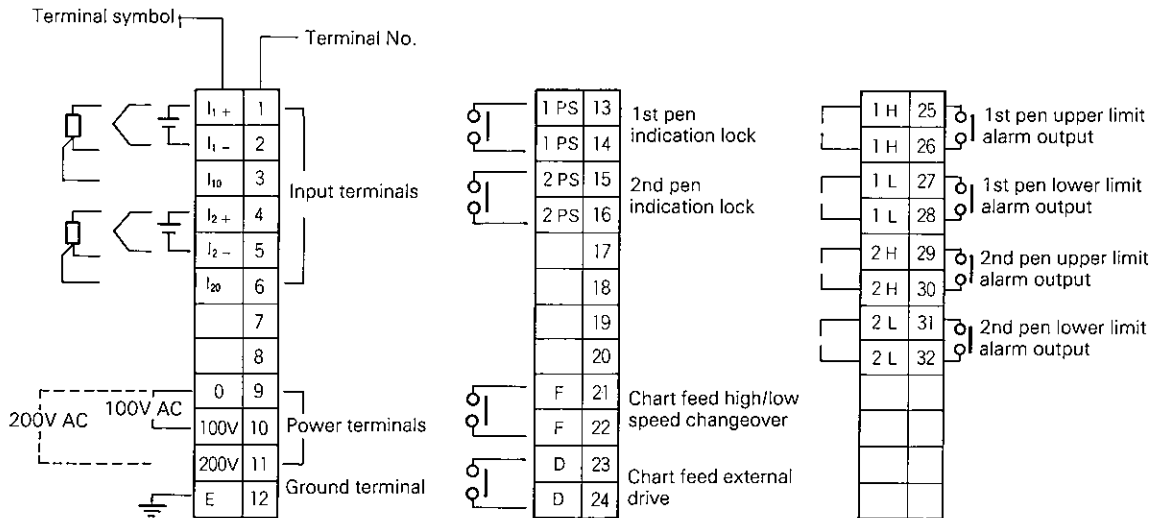 Terminal symbol
Terminal No.
I1 + 1
I1 − 2
I10 3
I2 + 4
I2 − 5
I20 6
7
8
0 9
100V 10
200V 11
E 12
Input terminals
100V AC
200V AC
Power terminals
Ground terminal
1 PS 13
1 PS 14
2 PS 15
2 PS 16
17
18
19
20
F 21
F 22
D 23
D 24
1st pen
indication lock
2nd pen
indication lock
Chart feed high/low
speed changeover
Chart feed external
drive
1 H 25
1 H 26
1 L 27
1 L 28
2 H 29
2 H 30
2 L 31
2 L 32
1st pen upper limit
alarm output
1st pen lower limit
alarm output
2nd pen upper limit
alarm output
2nd pen lower limit
alarm output